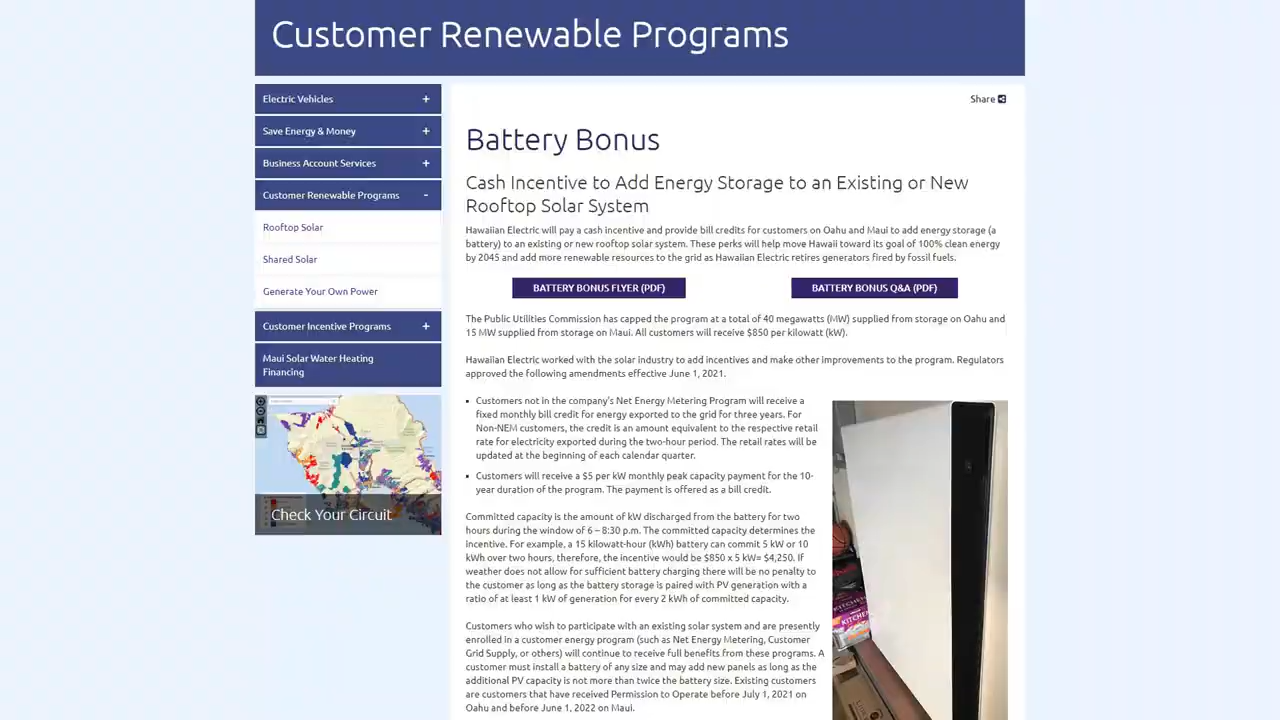 Customer Renewable Programs
Electric Vehicles +
Save Energy & Money +
Business Account Services +
Customer Renewable Programs -
Rooftop Solar
Shared Solar
Generate Your Own Power
Customer Incentive Programs +
Maui Solar Water Heating
Financing
Check Your Circuit
Share
Battery Bonus
Cash Incentive to Add Energy Storage to an Existing or New
Rooftop Solar System
Hawaiian Electric will pay a cash incentive and provide bill credits for customers on Oahu and Maui to add energy storage (a
battery) to an existing or new rooftop solar system. These perks will help move Hawaii toward its goal of 100% clean energy
by 2045 and add more renewable resources to the grid as Hawaiian Electric retires generators fired by fossil fuels.
BATTERY BONUS FLYER (PDF)
BATTERY BONUS Q&A (PDF)
The Public Utilities Commission has capped the program at a total of 40 megawatts (MW) supplied from storage on Oahu and
15 MW supplied from storage on Maui. All customers will receive $850 per kilowatt (kW).
Hawaiian Electric worked with the solar industry to add incentives and make other improvements to the program. Regulators
approved the following amendments effective June 1, 2021.
• Customers not in the company's Net Energy Metering Program will receive a
fixed monthly bill credit for energy exported to the grid for three years. For
Non-NEM customers, the credit is an amount equivalent to the respective retail
rate for electricity exported during the two-hour period. The retail rates will be
updated at the beginning of each calendar quarter.
• Customers will receive a $5 per kW monthly peak capacity payment for the 10-
year duration of the program. The payment is offered as a bill credit.
Committed capacity is the amount of kW discharged from the battery for two
hours during the window of 6 – 8:30 p.m. The committed capacity determines the
incentive. For example, a 15 kilowatt-hour (kWh) battery can commit 5 kW or 10
kWh over two hours, therefore, the incentive would be $850 x 5 kW= $4,250. If
weather does not allow for sufficient battery charging there will be no penalty to
the customer as long as the battery storage is paired with PV generation with a
ratio of at least 1 kW of generation for every 2 kWh of committed capacity.
Customers who wish to participate with an existing solar system and are presently
enrolled in a customer energy program (such as Net Energy Metering, Customer
Grid Supply, or others) will continue to receive full benefits from these programs. A
customer must install a battery of any size and may add new panels as long as the
additional PV capacity is not more than twice the battery size. Existing customers
are customers that have received Permission to Operate before July 1, 2021 on
Oahu and before June 1, 2022 on Maui.
KITCHEN